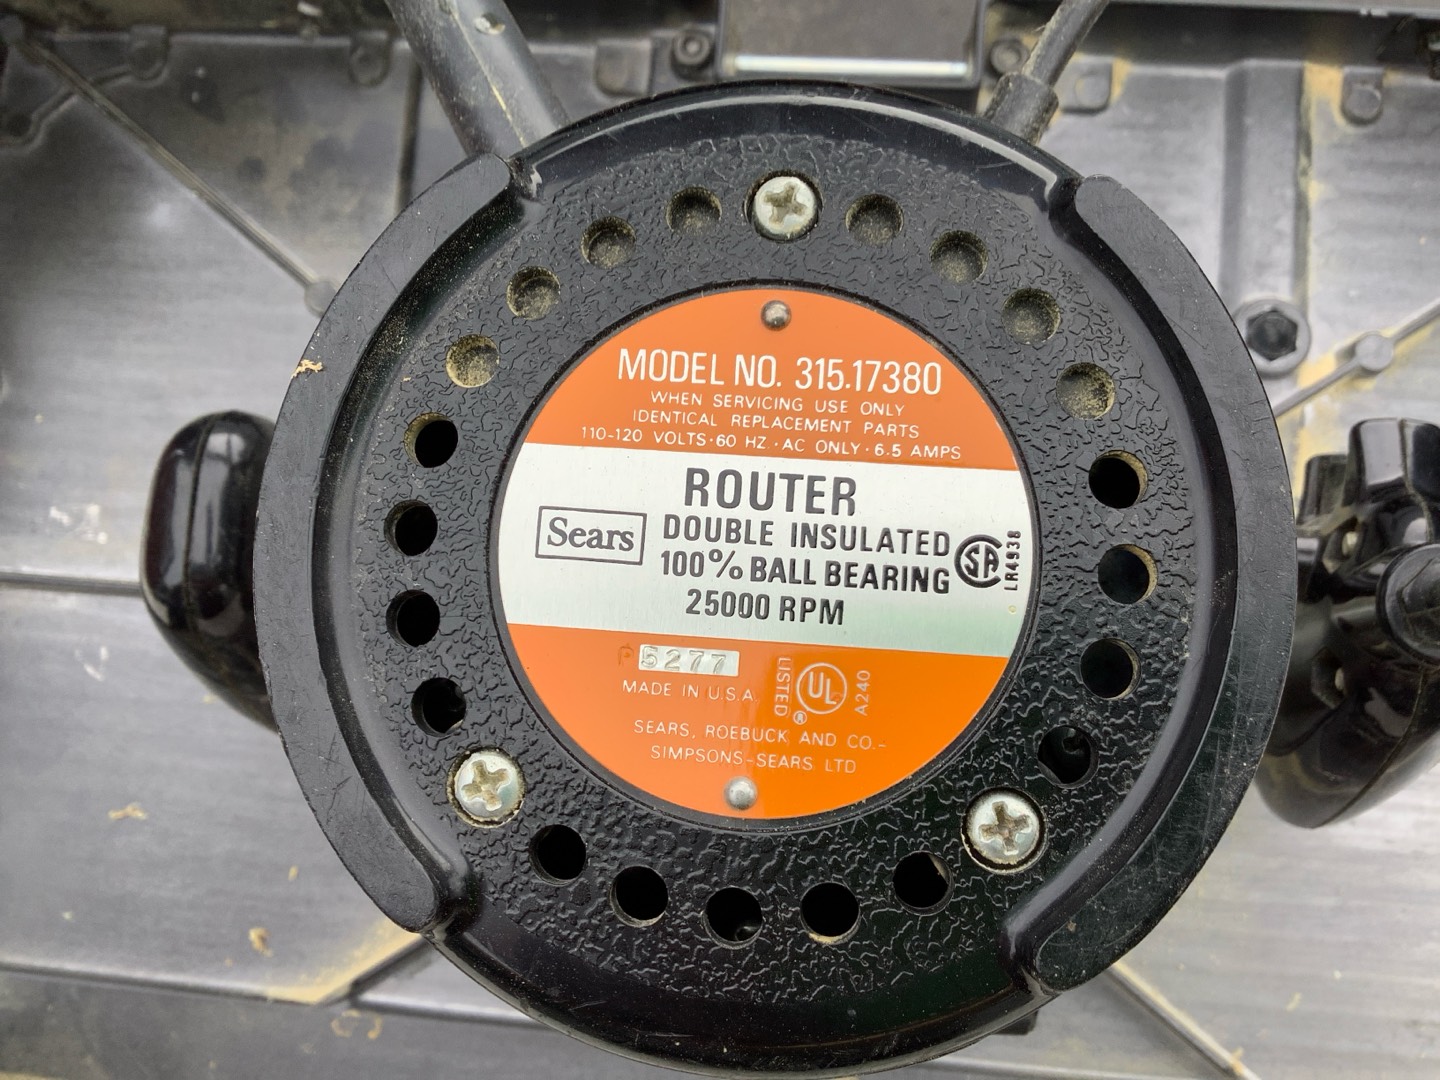 MODEL NO. 315.17380
WHEN SERVICING USE ONLY
IDENTICAL REPLACEMENT PARTS
110-120 VOLTS · 60 HZ. · AC ONLY · 6.5 AMPS
ROUTER
Sears
DOUBLE INSULATED
100% BALL BEARING
25000 RPM
SA
LR4938
P5277
MADE IN U.S.A.
LISTED
UL
®
A240
SEARS, ROEBUCK AND CO.-
SIMPSONS-SEARS LTD